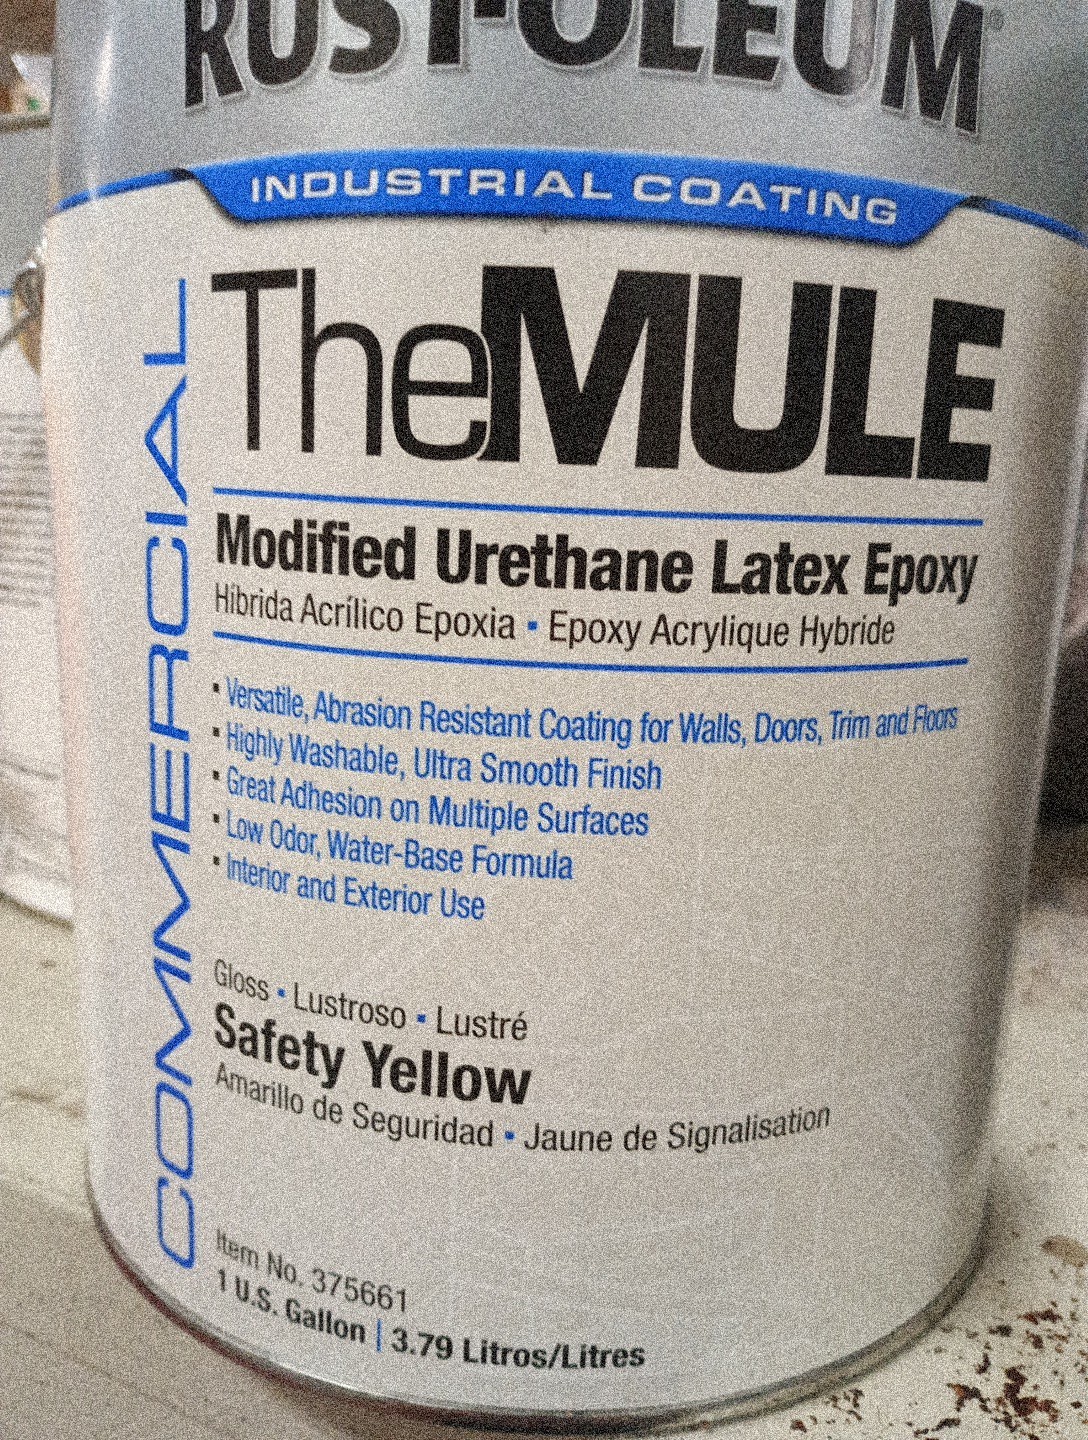 RUST-OLEUM®
INDUSTRIAL COATING
COMMERCIAL
TheMULE
Modified Urethane Latex Epoxy
Híbrida Acrílico Epoxia ▪ Epoxy Acrylique Hybride
▪ Versatile, Abrasion Resistant Coating for Walls, Doors, Trim and Floors
▪ Highly Washable, Ultra Smooth Finish
▪ Great Adhesion on Multiple Surfaces
▪ Low Odor, Water-Base Formula
▪ Interior and Exterior Use
Gloss ▪ Lustroso ▪ Lustré
Safety Yellow
Amarillo de Seguridad ▪ Jaune de Signalisation
Item No. 375661
1 U.S. Gallon | 3.79 Litros/Litres